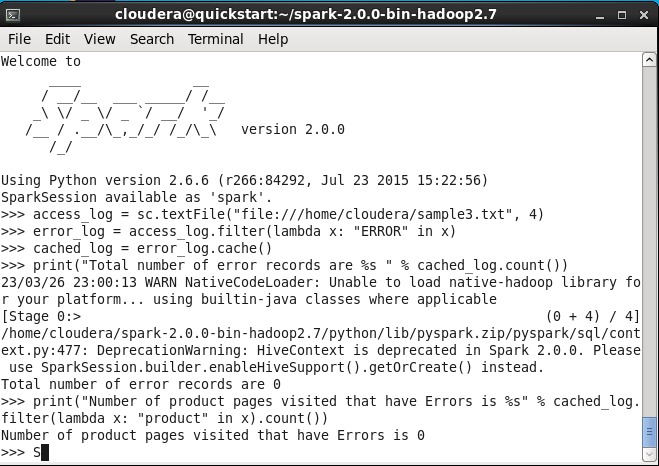 cloudera@quickstart:~/spark-2.0.0-bin-hadoop2.7
File Edit View Search Terminal Help
Welcome to
      ____              __
     / __/__  ___ _____/ /__
    _\ \/ _ \/ _ `/ __/  '_/
   /__ / .__/\_,_/_/ /_/\_\   version 2.0.0
      /_/
Using Python version 2.6.6 (r266:84292, Jul 23 2015 15:22:56)
SparkSession available as 'spark'.
>>> access_log = sc.textFile("file:///home/cloudera/sample3.txt", 4)
>>> error_log = access_log.filter(lambda x: "ERROR" in x)
>>> cached_log = error_log.cache()
>>> print("Total number of error records are %s " % cached_log.count())
23/03/26 23:00:13 WARN NativeCodeLoader: Unable to load native-hadoop library fo
r your platform... using builtin-java classes where applicable
[Stage 0:>                                                          (0 + 4) / 4]
/home/cloudera/spark-2.0.0-bin-hadoop2.7/python/lib/pyspark.zip/pyspark/sql/cont
ext.py:477: DeprecationWarning: HiveContext is deprecated in Spark 2.0.0. Please
 use SparkSession.builder.enableHiveSupport().getOrCreate() instead.
Total number of error records are 0
>>> print("Number of product pages visited that have Errors is %s" % cached_log.
filter(lambda x: "product" in x).count())
Number of product pages visited that have Errors is 0
>>> S